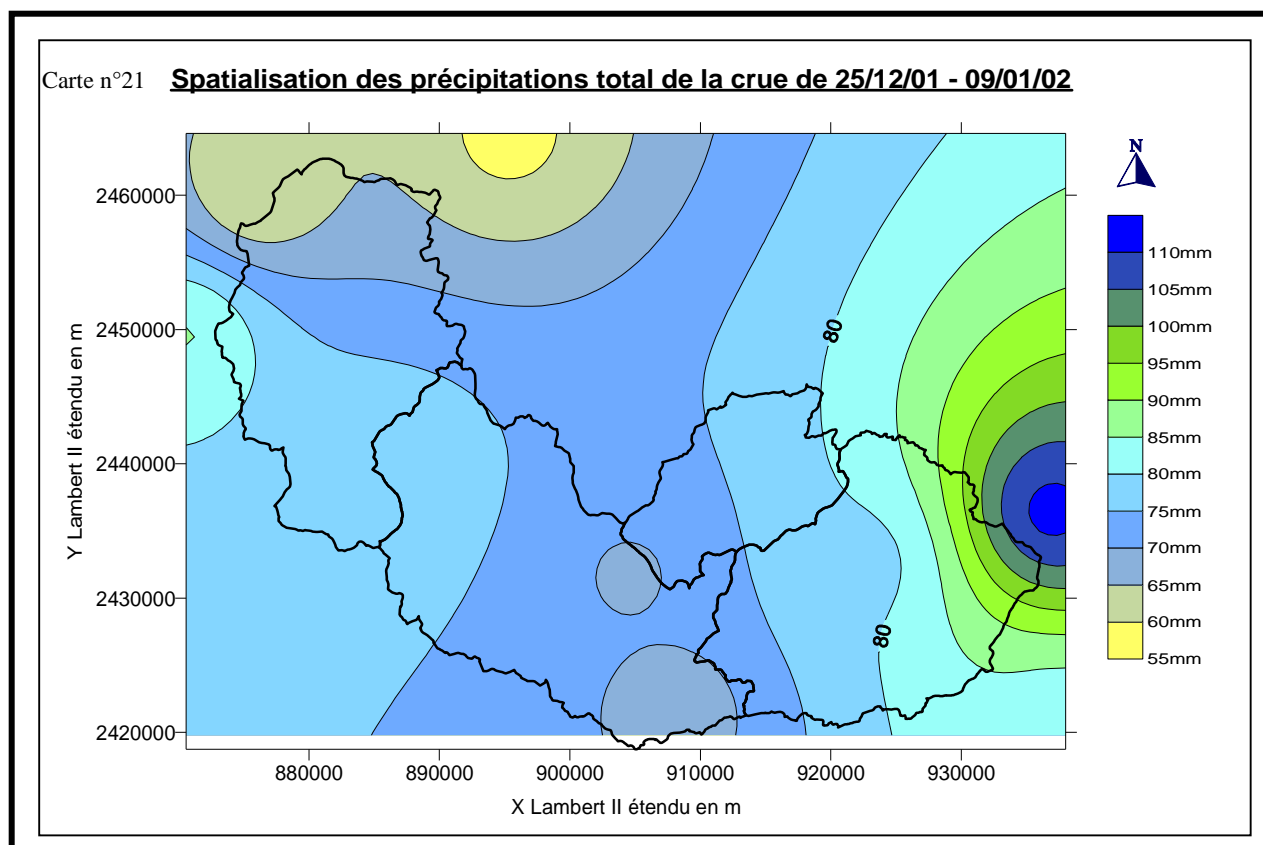 Carte n°21 Spatialisation des précipitations total de la crue de 25/12/01 - 09/01/02
N
2460000
2450000
2440000
2430000
2420000
Y Lambert II étendu en m
880000 890000 900000 910000 920000 930000
X Lambert II étendu en m
80
80
110mm
105mm
100mm
95mm
90mm
85mm
80mm
75mm
70mm
65mm
60mm
55mm